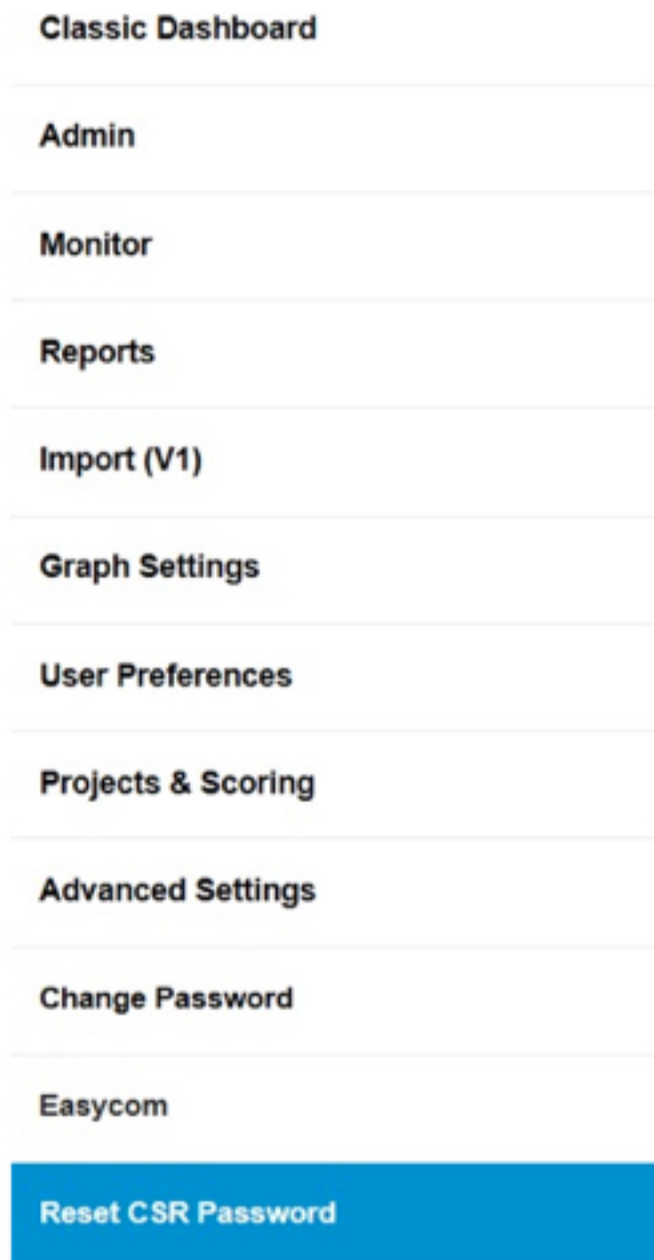 Classic Dashboard
Admin
Monitor
Reports
Import (V1)
Graph Settings
User Preferences
Projects & Scoring
Advanced Settings
Change Password
Easycom
Reset CSR Password